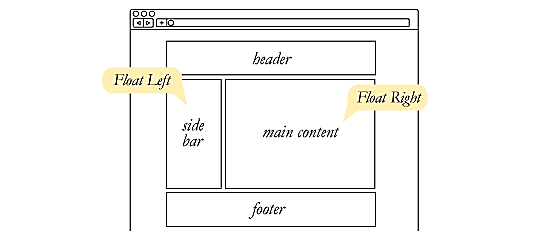 header
Float Left
Float Right
side
bar
main content
footer